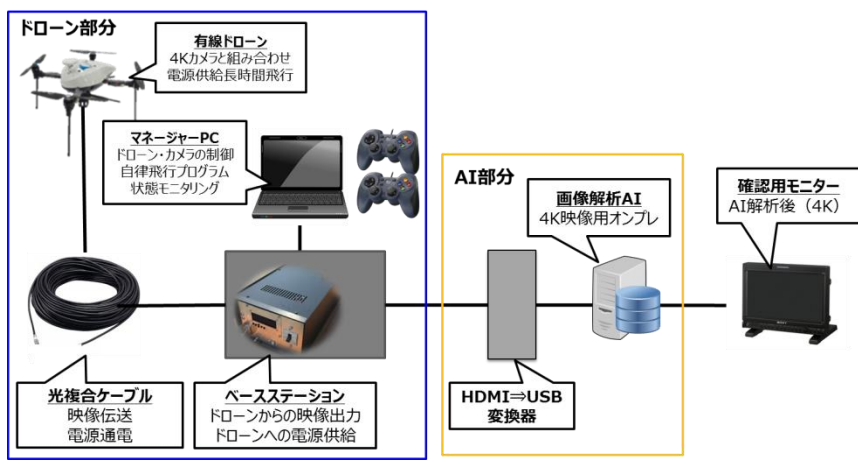 ドローン部分
有線ドローン
4Kカメラと組み合わせ
電源供給長時間飛行
マネージャーPC
ドローン・カメラの制御
自律飛行プログラム
状態モニタリング
光複合ケーブル
映像伝送
電源通電
ベースステーション
ドローンからの映像出力
ドローンへの電源供給
AI部分
画像解析AI
4K映像用オンプレ
HDMI⇒USB
変換器
確認用モニター
AI解析後（4K）
SONY